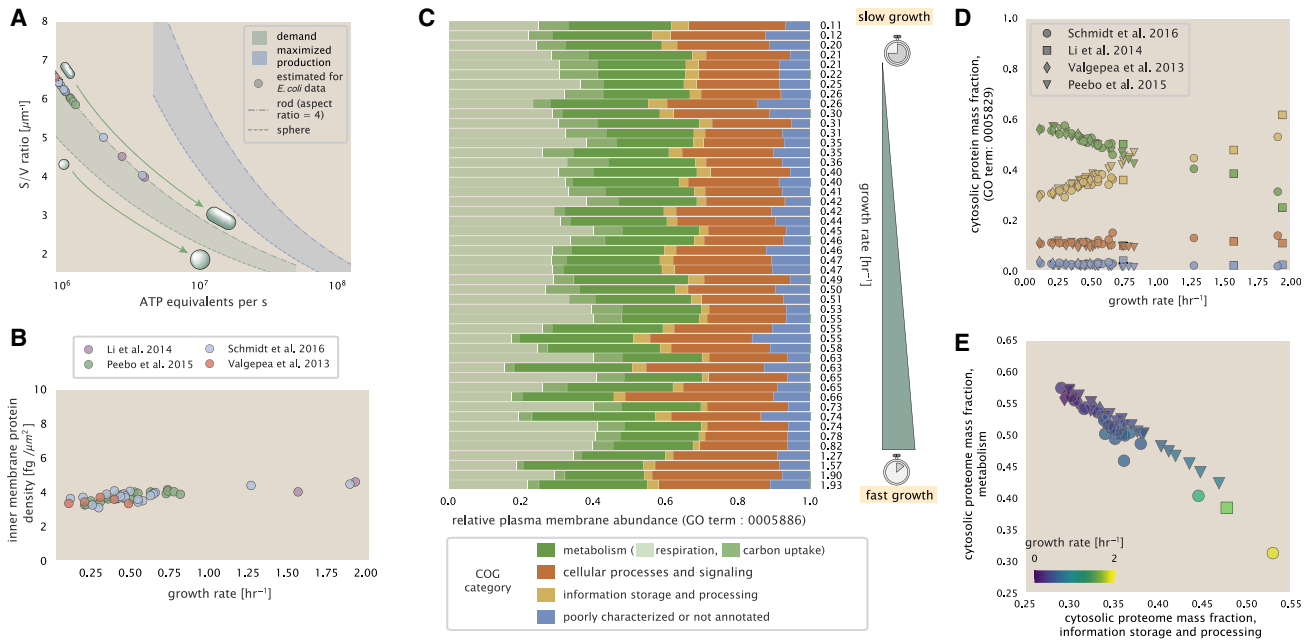 A
8
7
6
5
4
3
2
S/V ratio [μm⁻¹]
10⁶
10⁷
10⁸
ATP equivalents per s
demand
maximized
production
estimated for
E. coli data
rod (aspect
ratio = 4)
sphere
B
Li et al. 2014
Schmidt et al. 2016
Peebo et al. 2015
Valgepea et al. 2013
10
8
6
4
2
0
inner membrane protein
density [fg /μm²]
0.25
0.50
0.75
1.00
1.25
1.50
1.75
2.00
growth rate [hr⁻¹]
C
0.11
0.12
0.20
0.21
0.21
0.22
0.25
0.26
0.26
0.30
0.31
0.31
0.35
0.35
0.36
0.40
0.40
0.41
0.42
0.42
0.44
0.45
0.46
0.46
0.47
0.47
0.49
0.50
0.51
0.53
0.55
0.55
0.55
0.58
0.63
0.63
0.65
0.65
0.66
0.73
0.74
0.74
0.78
0.82
1.27
1.57
1.90
1.93
0.0
0.2
0.4
0.6
0.8
1.0
relative plasma membrane abundance (GO term : 0005886)
slow growth
growth rate [hr⁻¹]
fast growth
COG
category
metabolism ( respiration, carbon uptake)
cellular processes and signaling
information storage and processing
poorly characterized or not annotated
D
1.0
0.8
0.6
0.4
0.2
0.0
cytosolic protein mass fraction,
(GO term: 0005829)
Schmidt et al. 2016
Li et al. 2014
Valgepea et al. 2013
Peebo et al. 2015
0.0
0.25
0.50
0.75
1.00
1.25
1.50
1.75
2.00
growth rate [hr⁻¹]
E
0.65
0.60
0.55
0.50
0.45
0.40
0.35
0.30
0.25
cytosolic proteome mass fraction,
metabolism
growth rate [hr⁻¹]
0
2
0.25
0.30
0.35
0.40
0.45
0.50
0.55
cytosolic proteome mass fraction,
information storage and processing